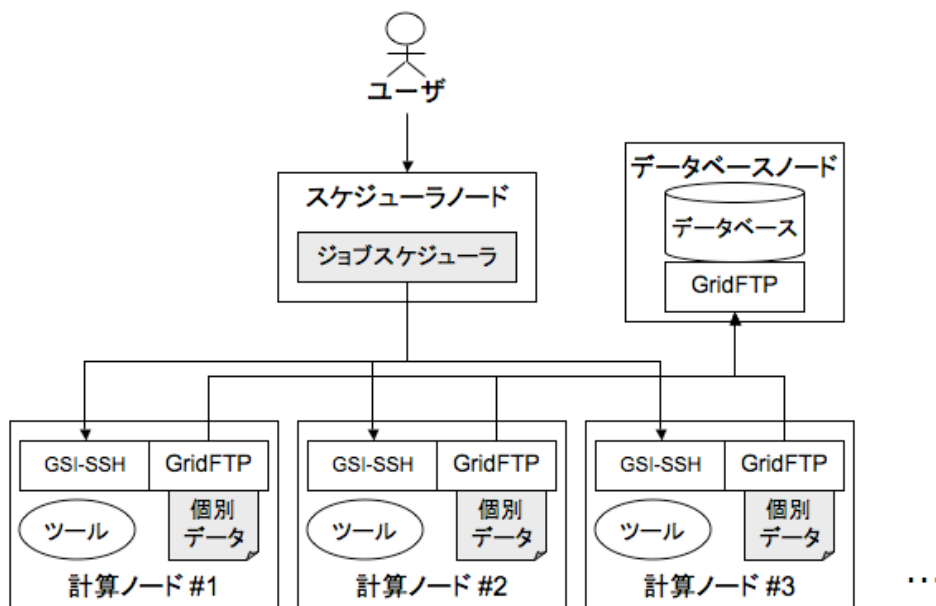 ユーザ
スケジューラノード
ジョブスケジューラ
データベースノード
データベース
GridFTP
GSI-SSH
GridFTP
ツール
個別
データ
計算ノード #1
GSI-SSH
GridFTP
ツール
個別
データ
計算ノード #2
GSI-SSH
GridFTP
ツール
個別
データ
計算ノード #3
…